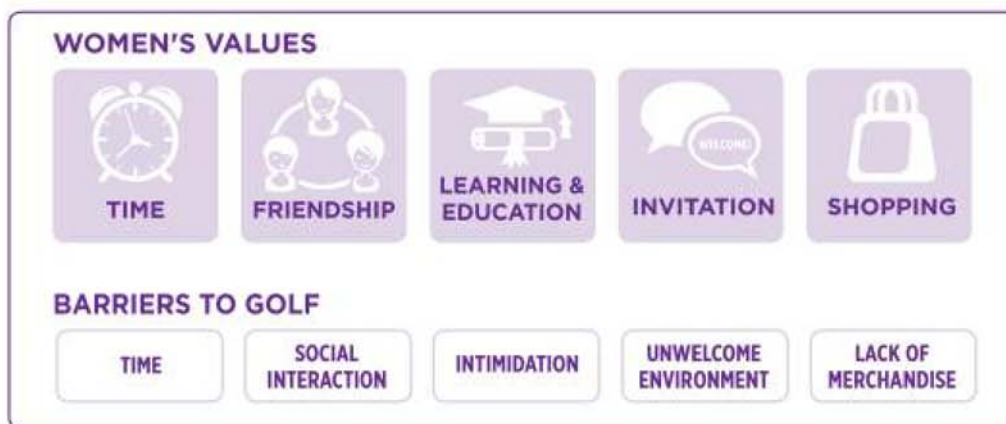 WOMEN'S VALUES
TIME
FRIENDSHIP
LEARNING &
EDUCATION
WELCOME!
INVITATION
SHOPPING
BARRIERS TO GOLF
TIME
SOCIAL
INTERACTION
INTIMIDATION
UNWELCOME
ENVIRONMENT
LACK OF
MERCHANDISE